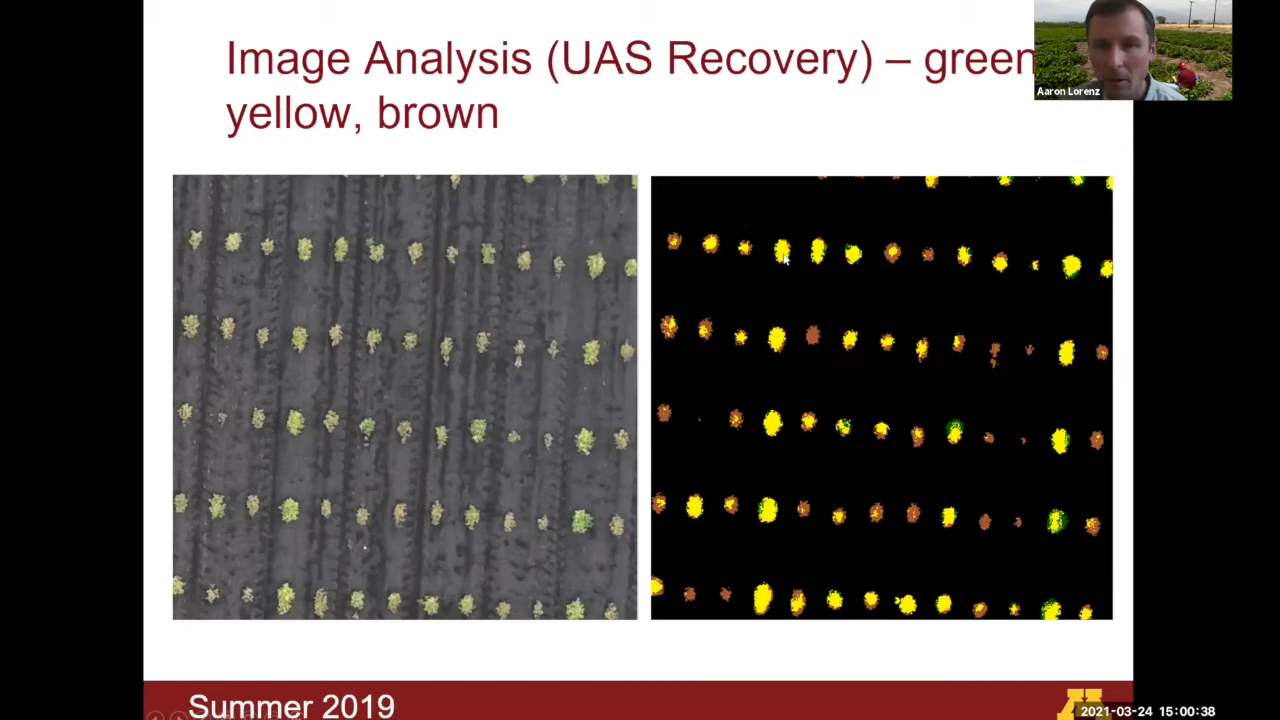 Image Analysis (UAS Recovery) – green
yellow, brown
Aaron Lorenz
Summer 2019
2021-03-24 15:00:38